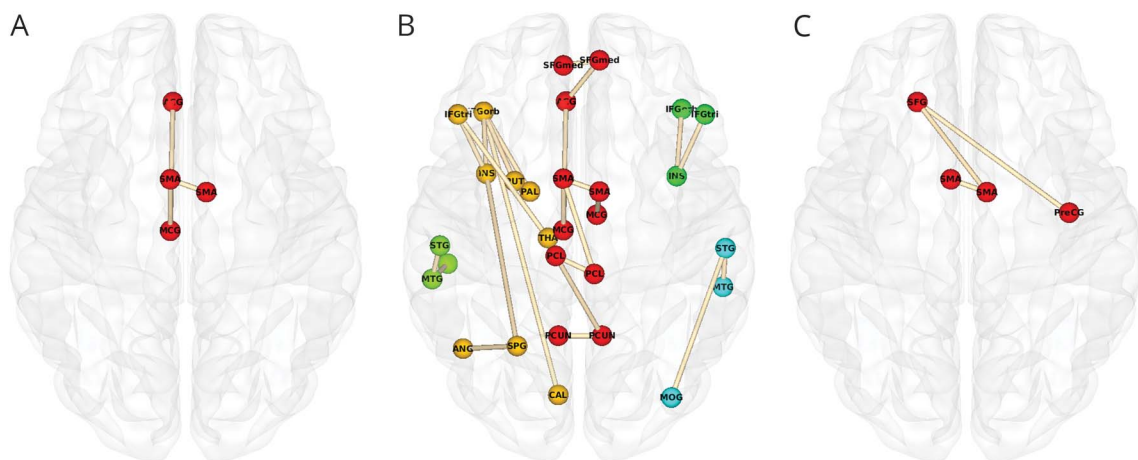 A
B
C
SFGmed
SFGmed
ACG
SFG
IFGtri
IFGorb
IFGtri
INS
PUT
PAL
INS
SMA
SMA
SMA
SMA
SMA
SMA
MCG
PreCG
MCG
MCG
THA
STG
PCL
STG
MTG
PCL
MTG
ANG
SPG
PCUN
PCUN
CAL
MOG